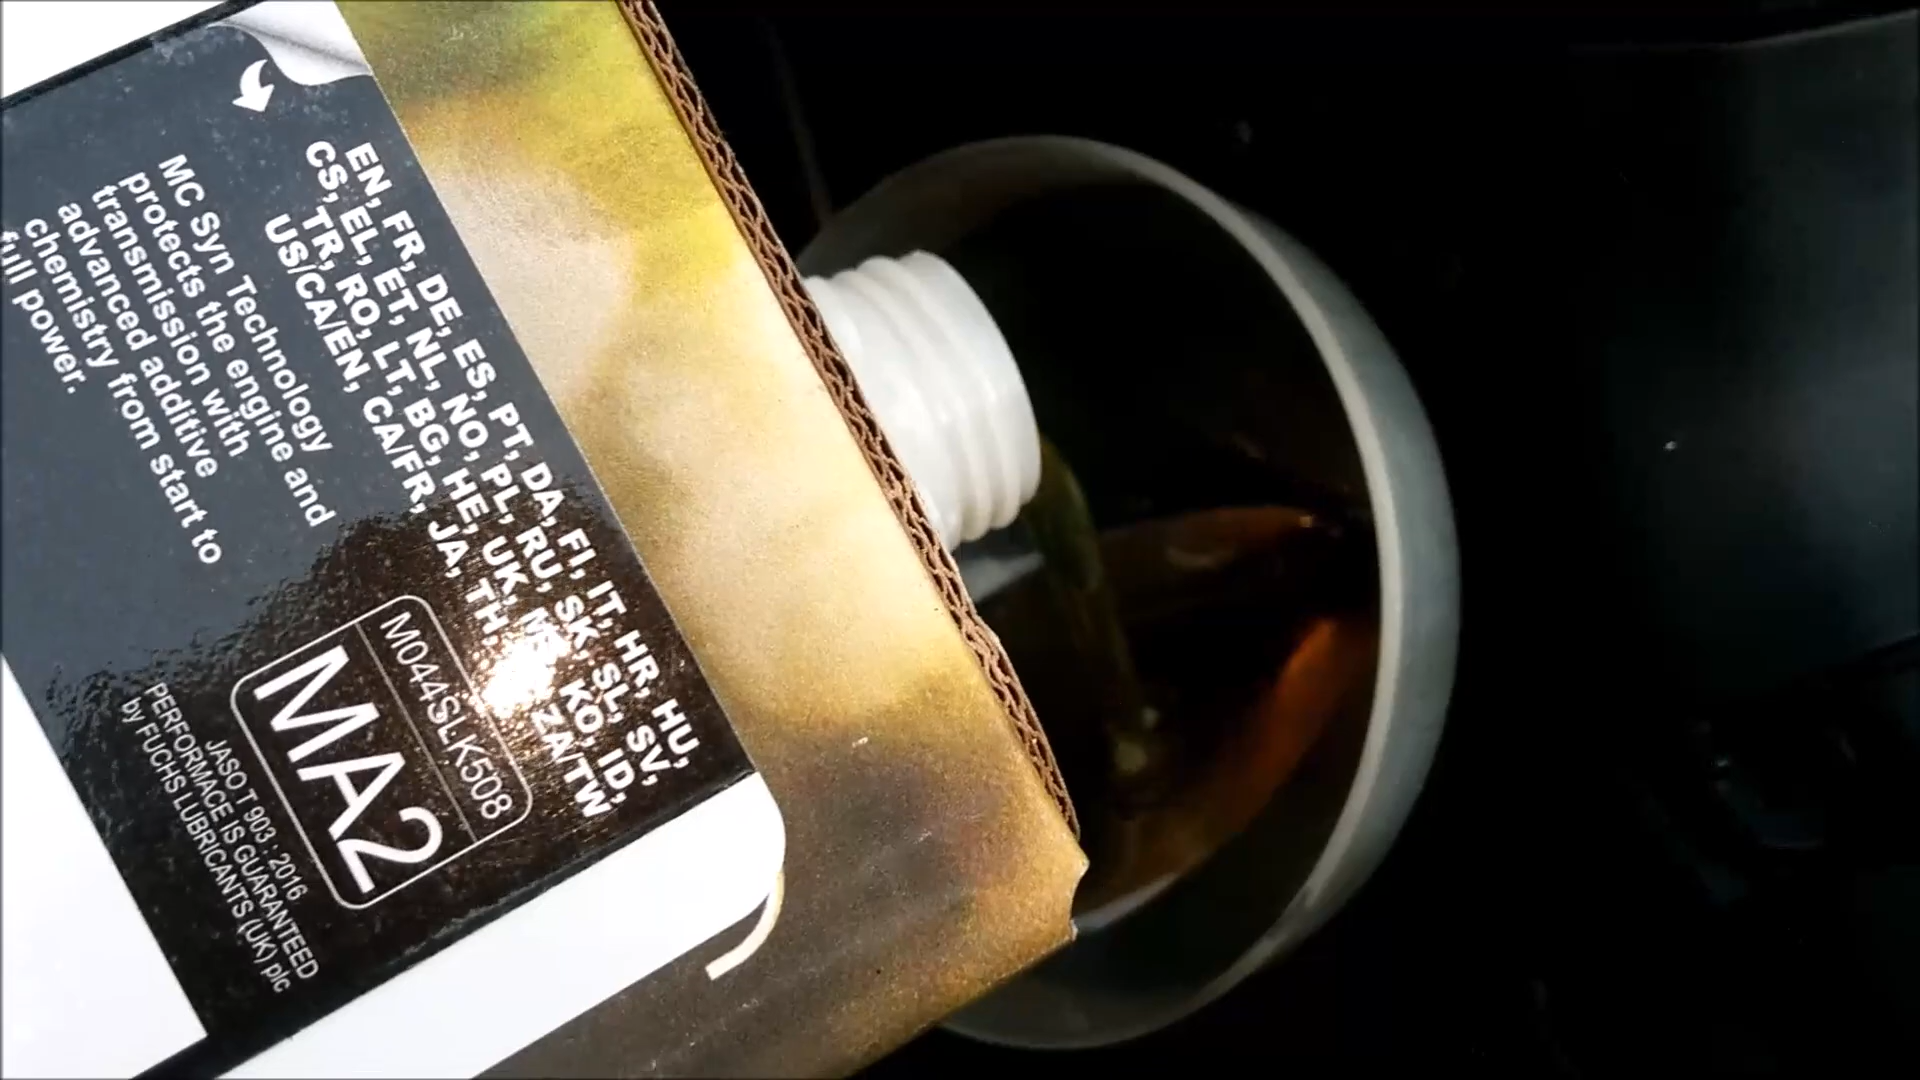 EN, FR, DE, ES, PT, DA, FI, IT, HR, HU,
CS, EL, ET, NL, NO, PL, RU, SK, SL, SV,
TR, RO, LT, BG, HE, UK, KO, ID,
US/CA/EN, CA/FR, JA, TH, ZA/TW
MC Syn Technology
protects the engine and
transmission with
advanced additive
chemistry from start to
full power.
M044SLK508
MA2
JASO T 903 : 2016
PERFORMACE IS GUARANTEED
by FUCHS LUBRICANTS (UK) plc